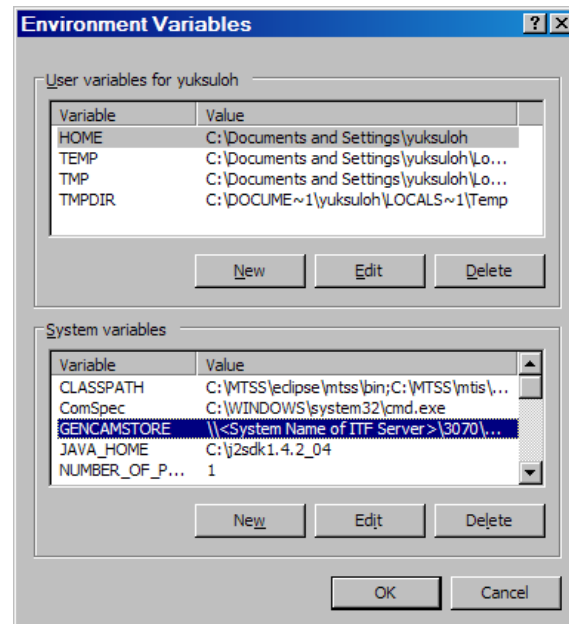 Environment Variables
User variables for yuksuloh
Variable Value
HOME C:\Documents and Settings\yuksuloh
TEMP C:\Documents and Settings\yuksuloh\Lo...
TMP C:\Documents and Settings\yuksuloh\Lo...
TMPDIR C:\DOCUME~1\yuksuloh\LOCALS~1\Temp
New Edit Delete
System variables
Variable Value
CLASSPATH C:\MTSS\eclipse\mtss\bin;C:\MTSS\mtis\...
ComSpec C:\WINDOWS\system32\cmd.exe
GENCAMSTORE \\<System Name of ITF Server>\3070\...
JAVA_HOME C:\j2sdk1.4.2_04
NUMBER_OF_P... 1
New Edit Delete
OK Cancel